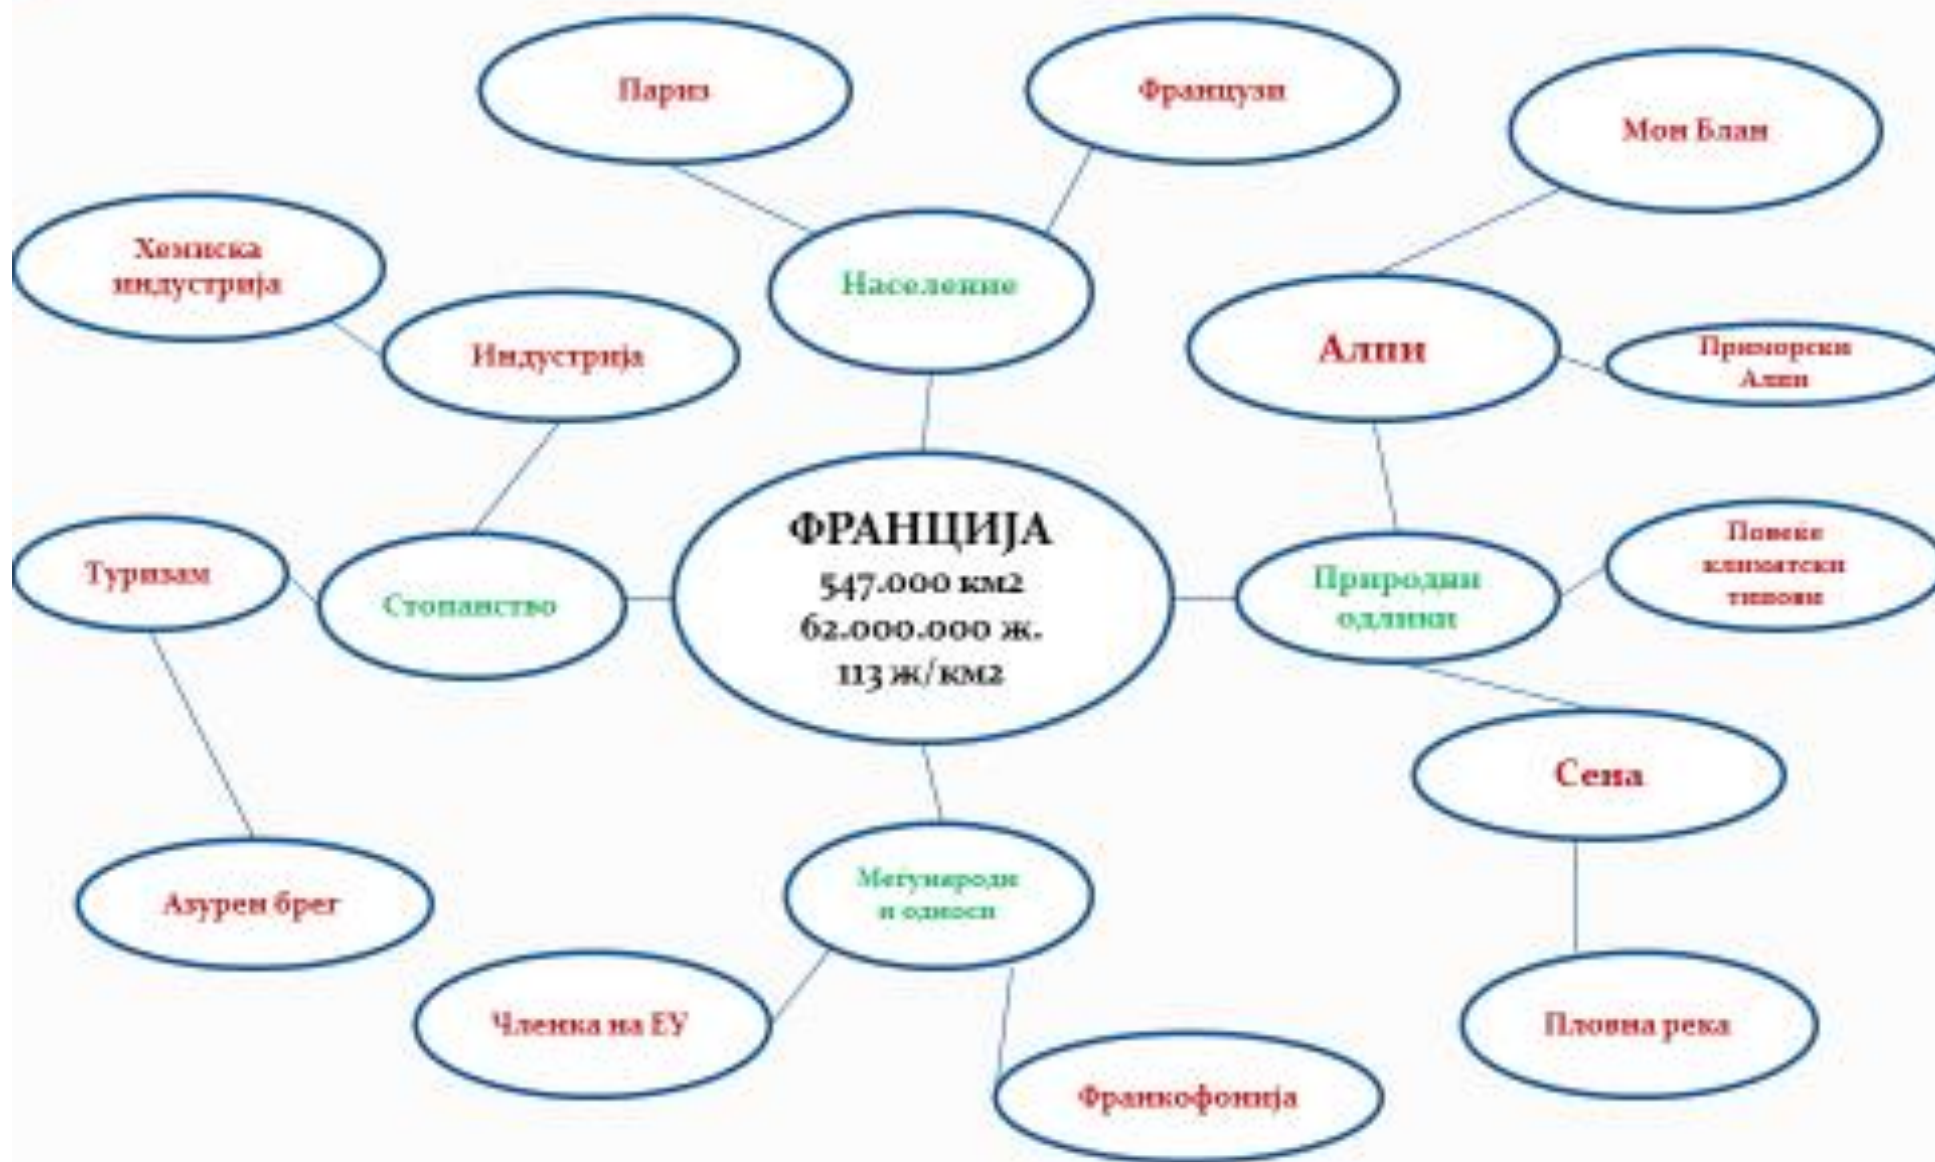 Париз
Французи
Мон Блан
Хемиска
индустрија
Население
Индустрија
Алпи
Приморски
Алпи
ФРАНЦИЈА
547.000 км2
62.000.000 ж.
113 ж/км2
Туризам
Стопанство
Природни
одлики
Повеќе
климатски
типови
Сена
Азурен брег
Меѓународн
и односи
Членка на ЕУ
Пловна река
Франкофонија